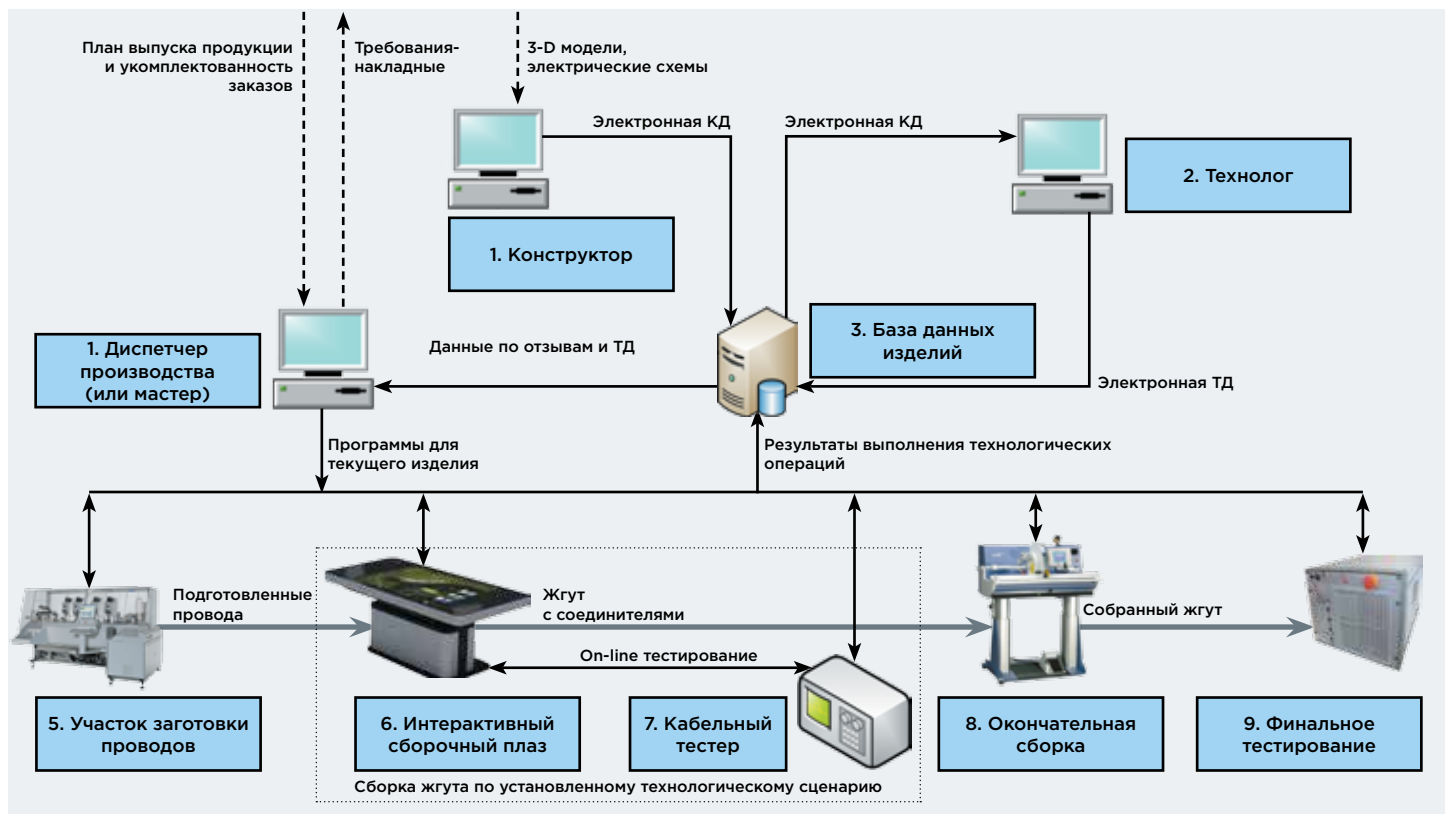 План выпуска продукции
и укомплектованность
заказов
Требования-
накладные
3-D модели,
электрические схемы
Электронная КД
Электронная КД
2. Технолог
1. Конструктор
3. База данных
изделий
1. Диспетчер
производства
(или мастер)
Данные по отзывам и ТД
Электронная ТД
Программы для
текущего изделия
Результаты выполнения технологических
операций
Подготовленные
провода
Жгут
с соединителями
Собранный жгут
On-line тестирование
5. Участок заготовки
проводов
6. Интерактивный
сборочный плаз
7. Кабельный
тестер
8. Окончательная
сборка
9. Финальное
тестирование
Сборка жгута по установленному технологическому сценарию